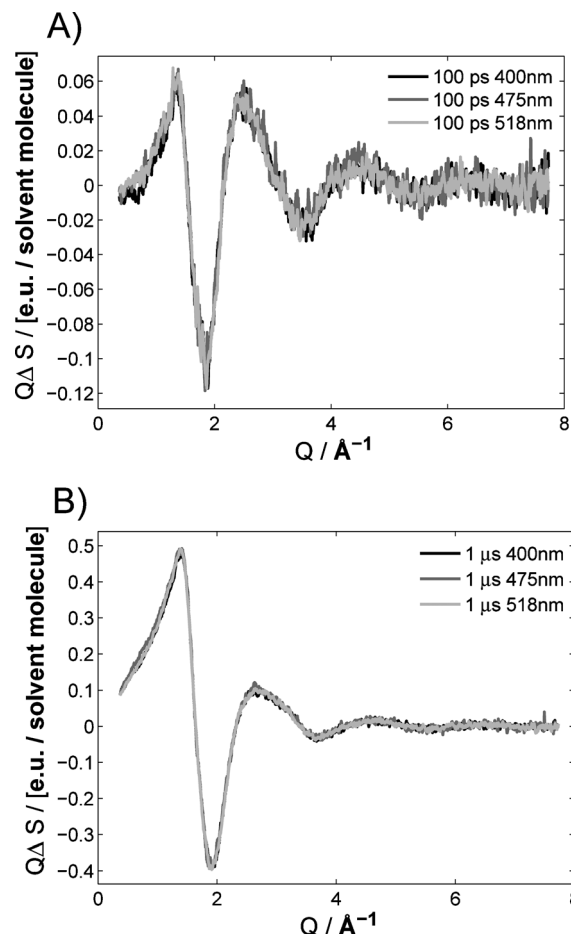 A)
QΔ S / [e.u. / solvent molecule]
0.06
0.04
0.02
0
−0.02
−0.04
−0.06
−0.08
−0.1
−0.12
100 ps 400nm
100 ps 475nm
100 ps 518nm
0 2 4 6 8
Q / Å⁻¹
B)
QΔ S / [e.u. / solvent molecule]
0.5
0.4
0.3
0.2
0.1
0
−0.1
−0.2
−0.3
−0.4
1 μs 400nm
1 μs 475nm
1 μs 518nm
0 2 4 6 8
Q / Å⁻¹